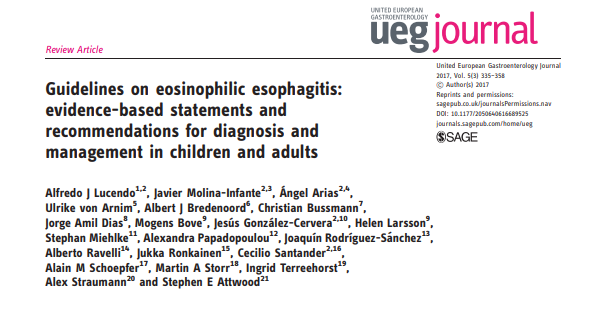 UNITED EUROPEAN
GASTROENTEROLOGY
ueg journal
Review Article
United European Gastroenterology Journal
2017, Vol. 5(3) 335–358
© Author(s) 2017
Reprints and permissions:
sagepub.co.uk/journalsPermissions.nav
DOI: 10.1177/2050640616689525
journals.sagepub.com/home/ueg
SAGE
Guidelines on eosinophilic esophagitis:
evidence-based statements and
recommendations for diagnosis and
management in children and adults
Alfredo J Lucendo1,2, Javier Molina-Infante2,3, Ángel Arias2,4,
Ulrike von Arnim5, Albert J Bredenoord6, Christian Bussmann7,
Jorge Amil Dias8, Mogens Bove9, Jesús González-Cervera2,10, Helen Larsson9,
Stephan Miehlke11, Alexandra Papadopoulou12, Joaquín Rodríguez-Sánchez13,
Alberto Ravelli14, Jukka Ronkainen15, Cecilio Santander2,16,
Alain M Schoepfer17, Martin A Storr18, Ingrid Terreehorst19,
Alex Straumann20 and Stephen E Attwood21